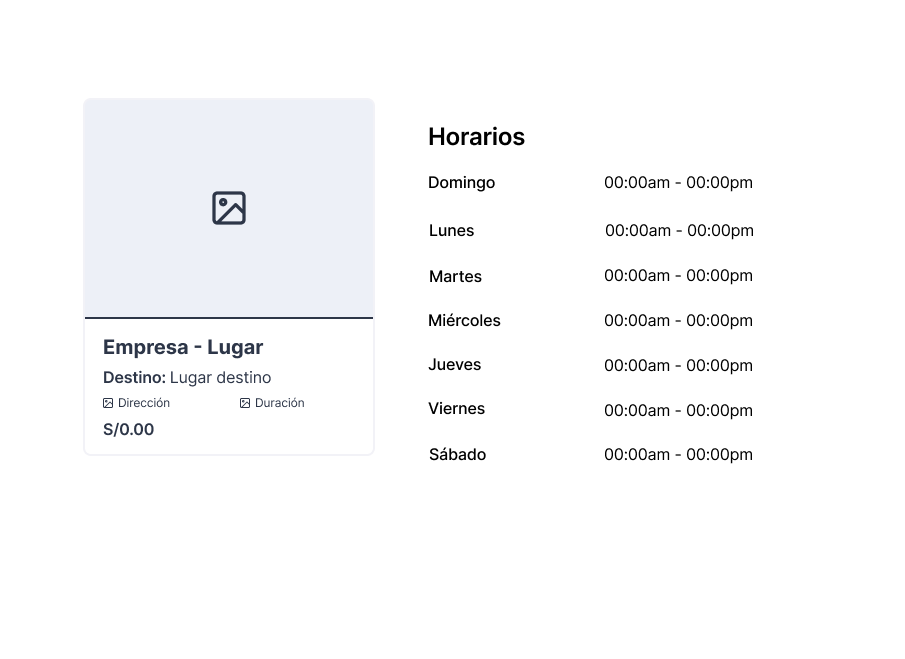 Empresa - Lugar
Destino: Lugar destino
Dirección Duración
S/0.00
Horarios
Domingo 00:00am - 00:00pm
Lunes 00:00am - 00:00pm
Martes 00:00am - 00:00pm
Miércoles 00:00am - 00:00pm
Jueves 00:00am - 00:00pm
Viernes 00:00am - 00:00pm
Sábado 00:00am - 00:00pm